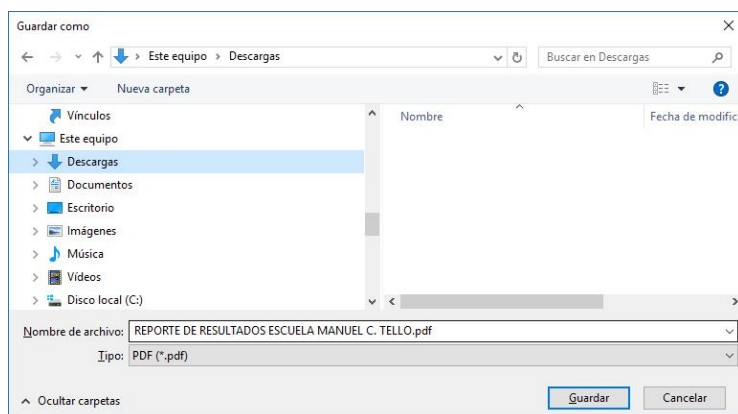 Guardar como
Este equipo > Descargas
Buscar en Descargas
Organizar
Nueva carpeta
Nombre
Fecha de modific
Vínculos
Este equipo
Descargas
Documentos
Escritorio
Imágenes
Música
Vídeos
Disco local (C:)
Nombre de archivo: REPORTE DE RESULTADOS ESCUELA MANUEL C. TELLO.pdf
Tipo: PDF (*.pdf)
Ocultar carpetas
Guardar
Cancelar